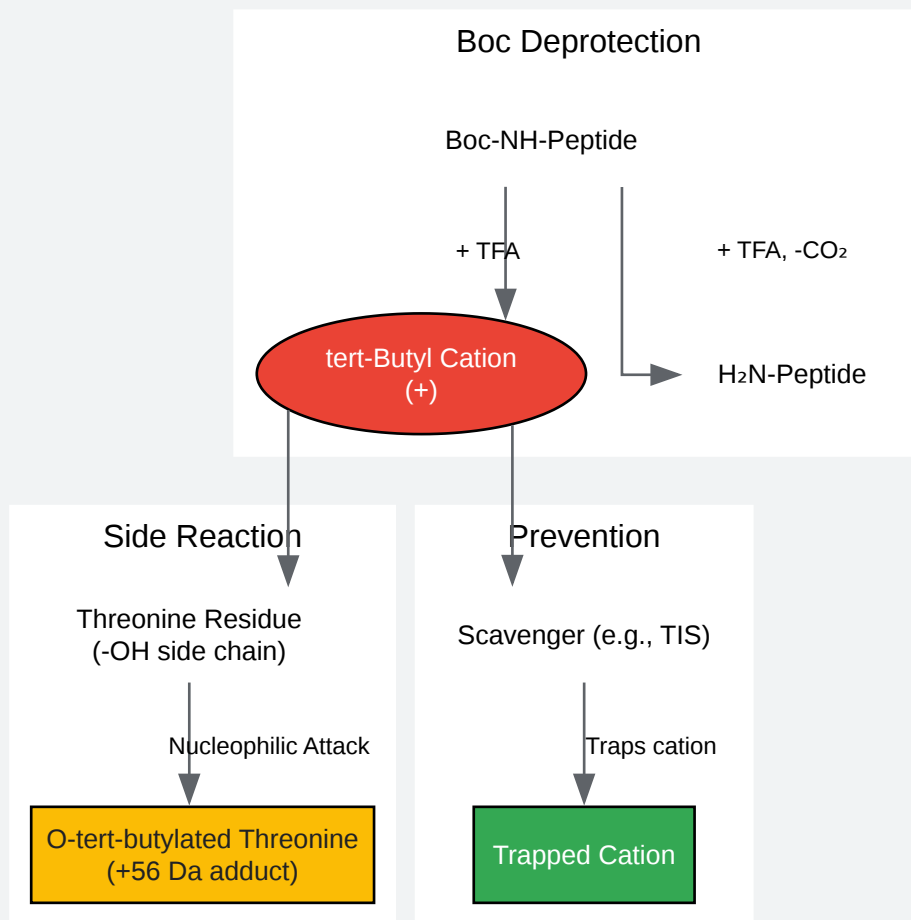 Boc Deprotection
Boc-NH-Peptide
+ TFA
+ TFA, -CO₂
tert-Butyl Cation
(+)
H₂N-Peptide
Side Reaction
Threonine Residue
(-OH side chain)
Nucleophilic Attack
O-tert-butylated Threonine
(+56 Da adduct)
Prevention
Scavenger (e.g., TIS)
Traps cation
Trapped Cation